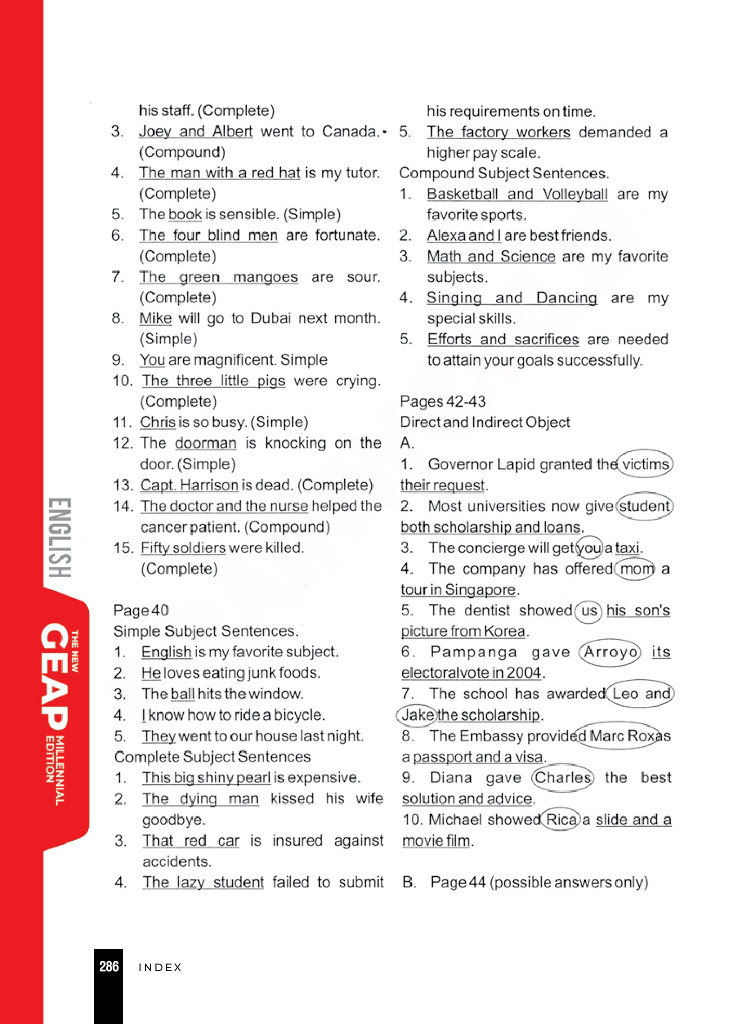 his staff. (Complete)
3. Joey and Albert went to Canada.
(Compound)
4. The man with a red hat is my tutor.
(Complete)
5. The book is sensible. (Simple)
6. The four blind men are fortunate.
(Complete)
7. The green mangoes are sour.
(Complete)
8. Mike will go to Dubai next month.
(Simple)
9. You are magnificent. Simple
10. The three little pigs were crying.
(Complete)
11. Chris is so busy. (Simple)
12. The doorman is knocking on the
door. (Simple)
13. Capt. Harrison is dead. (Complete)
14. The doctor and the nurse helped the
cancer patient. (Compound)
15. Fifty soldiers were killed.
(Complete)
Page 40
Simple Subject Sentences.
1. English is my favorite subject.
2. He loves eating junk foods.
3. The ball hits the window.
4. I know how to ride a bicycle.
5. They went to our house last night.
Complete Subject Sentences
1. This big shiny pearl is expensive.
2. The dying man kissed his wife
goodbye.
3. That red car is insured against
accidents.
4. The lazy student failed to submit
his requirements on time.
5. The factory workers demanded a
higher pay scale.
Compound Subject Sentences.
1. Basketball and Volleyball are my
favorite sports.
2. Alexa and I are best friends.
3. Math and Science are my favorite
subjects.
4. Singing and Dancing are my
special skills.
5. Efforts and sacrifices are needed
to attain your goals successfully.
Pages 42-43
Direct and Indirect Object
A.
1. Governor Lapid granted the victims
their request.
2. Most universities now give student
both scholarship and loans.
3. The concierge will get you a taxi.
4. The company has offered mom a
tour in Singapore.
5. The dentist showed us his son's
picture from Korea.
6. Pampanga gave Arroyo its
electoralvote in 2004.
7. The school has awarded Leo and
Jake the scholarship.
8. The Embassy provided Marc Roxas
a passport and a visa.
9. Diana gave Charles the best
solution and advice.
10. Michael showed Rica a slide and a
movie film.
B. Page 44 (possible answers only)
ENGLISH
THE NEW
GEAP
MILLENNIAL
EDITION
286 INDEX